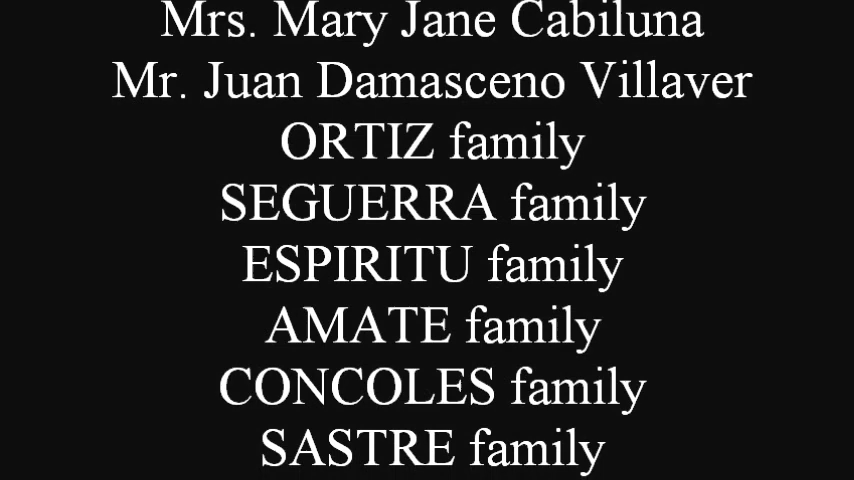 Mrs. Mary Jane Cabiluna
Mr. Juan Damasceno Villaver
ORTIZ family
SEGUERRA family
ESPIRITU family
AMATE family
CONCOLES family
SASTRE family